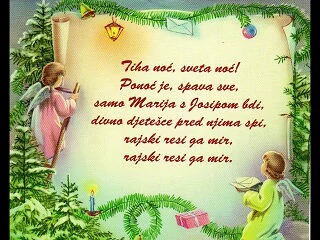 Tiha noć, sveta noć!
Ponoć je, spava sve,
samo Marija s Josipom bdi,
divno djetešce pred njima spi,
rajski resi ga mir,
rajski resi ga mir.